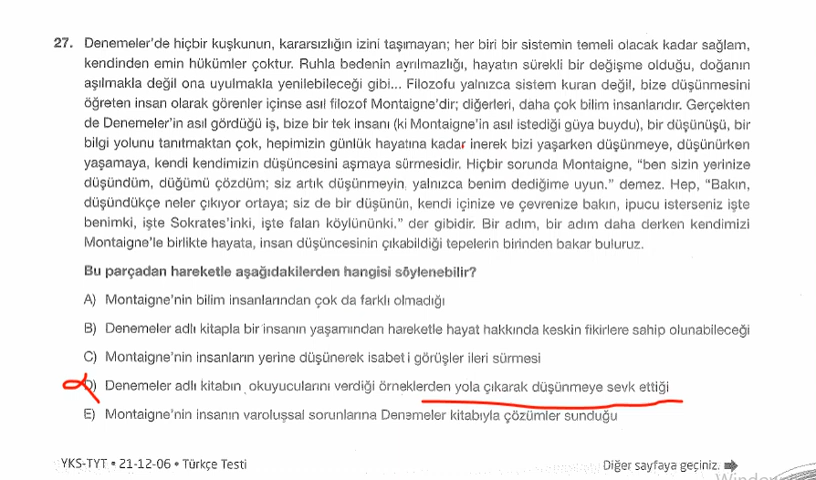 27. Denemeler'de hiçbir kuşkunun, kararsızlığın izini taşımayan; her biri bir sistemin temeli olacak kadar sağlam,
kendinden emin hükümler çoktur. Ruhla bedenin ayrılmazlığı, hayatın sürekli bir değişme olduğu, doğanın
aşılmakla değil ona uyulmakla yenilebileceği gibi... Filozofu yalnızca sistem kuran değil, bize düşünmesini
öğreten insan olarak görenler içinse asıl filozof Montaigne'dir; diğerleri, daha çok bilim insanlarıdır. Gerçekten
de Denemeler'in asıl gördüğü iş, bize bir tek insanı (ki Montaigne'in asıl istediği güya buydu), bir düşünüşü, bir
bilgi yolunu tanıtmaktan çok, hepimizin günlük hayatına kadar inerek bizi yaşarken düşünmeye, düşünürken
yaşamaya, kendi kendimizin düşüncesini aşmaya sürmesidir. Hiçbir sorunda Montaigne, "ben sizin yerinize
düşündüm, düğümü çözdüm; siz artık düşünmeyin, yalnızca benim dediğime uyun." demez. Hep, "Bakın,
düşündükçe neler çıkıyor ortaya; siz de bir düşünün, kendi içinize ve çevrenize bakın, ipucu isterseniz işte
benimki, işte Sokrates'inki, işte falan köylününki." der gibidir. Bir adım, bir adım daha derken kendimizi
Montaigne'le birlikte hayata, insan düşüncesinin çıkabildiği tepelerin birinden bakar buluruz.
Bu parçadan hareketle aşağıdakilerden hangisi söylenebilir?
A) Montaigne'nin bilim insanlarından çok da farklı olmadığı
B) Denemeler adlı kitapla bir insanın yaşamından hareketle hayat hakkında keskin fikirlere sahip olunabileceği
C) Montaigne'nin insanların yerine düşünerek isabetli görüşler ileri sürmesi
D) Denemeler adlı kitabın, okuyucularını verdiği örneklerden yola çıkarak düşünmeye sevk ettiği
E) Montaigne'nin insanın varoluşsal sorunlarına Denemeler kitabıyla çözümler sunduğu
YKS-TYT • 21-12-06 • Türkçe Testi
Diğer sayfaya geçiniz.